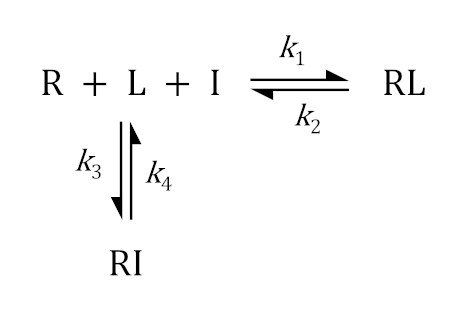 k₁
R + L + I RL
k₂
k₃ k₄
RI